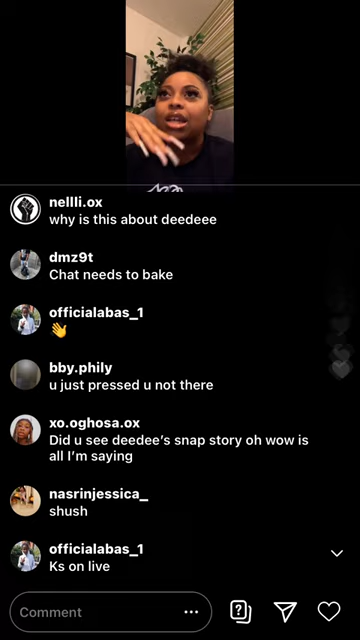 nellli.ox
why is this about deedeee
dmz9t
Chat needs to bake
officialabas_1
👋
bby.phily
u just pressed u not there
xo.oghosa.ox
Did u see deedee’s snap story oh wow is
all I’m saying
nasrinjessica_
shush
officialabas_1
Ks on live
Comment